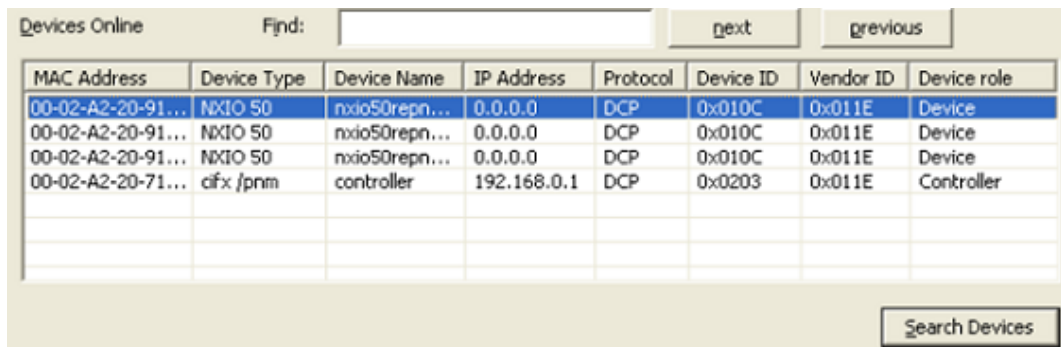 Devices Online Find: next previous
MAC Address Device Type Device Name IP Address Protocol Device ID Vendor ID Device role
00-02-A2-20-91... NXIO 50 nxio50repn... 0.0.0.0 DCP 0x010C 0x011E Device
00-02-A2-20-91... NXIO 50 nxio50repn... 0.0.0.0 DCP 0x010C 0x011E Device
00-02-A2-20-91... NXIO 50 nxio50repn... 0.0.0.0 DCP 0x010C 0x011E Device
00-02-A2-20-71... cifx /pnm controller 192.168.0.1 DCP 0x0203 0x011E Controller
Search Devices